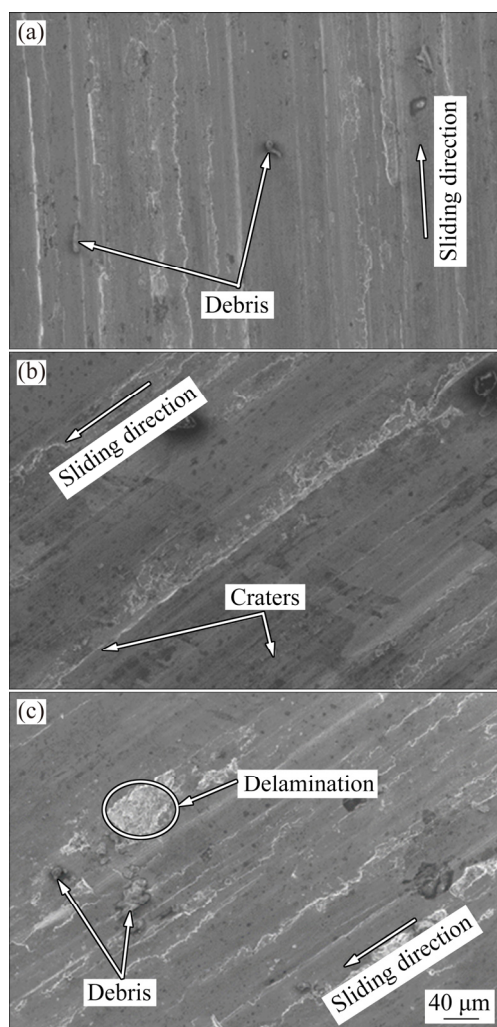 (a)
Sliding direction
Debris
(b)
Sliding direction
Craters
(c)
Delamination
Debris
Sliding direction
40 μm